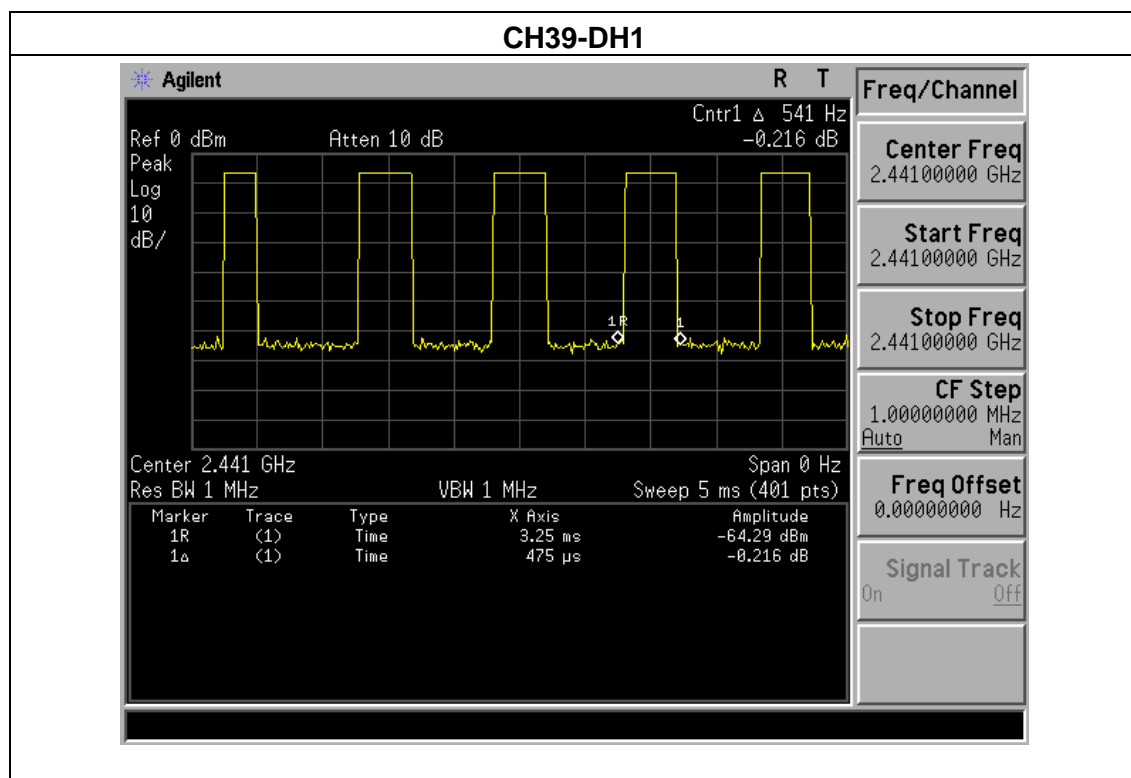 CH39-DH1
Agilent R T
Cntr1 Δ 541 Hz
Ref 0 dBm Atten 10 dB -0.216 dB
Peak
Log
10
dB/
1R
1
Center 2.441 GHz Span 0 Hz
Res BW 1 MHz VBW 1 MHz Sweep 5 ms (401 pts)
Marker Trace Type X Axis Amplitude
1R (1) Time 3.25 ms -64.29 dBm
1Δ (1) Time 475 µs -0.216 dB
Freq/Channel
Center Freq
2.44100000 GHz
Start Freq
2.44100000 GHz
Stop Freq
2.44100000 GHz
CF Step
1.00000000 MHz
Auto Man
Freq Offset
0.00000000 Hz
Signal Track
On Off